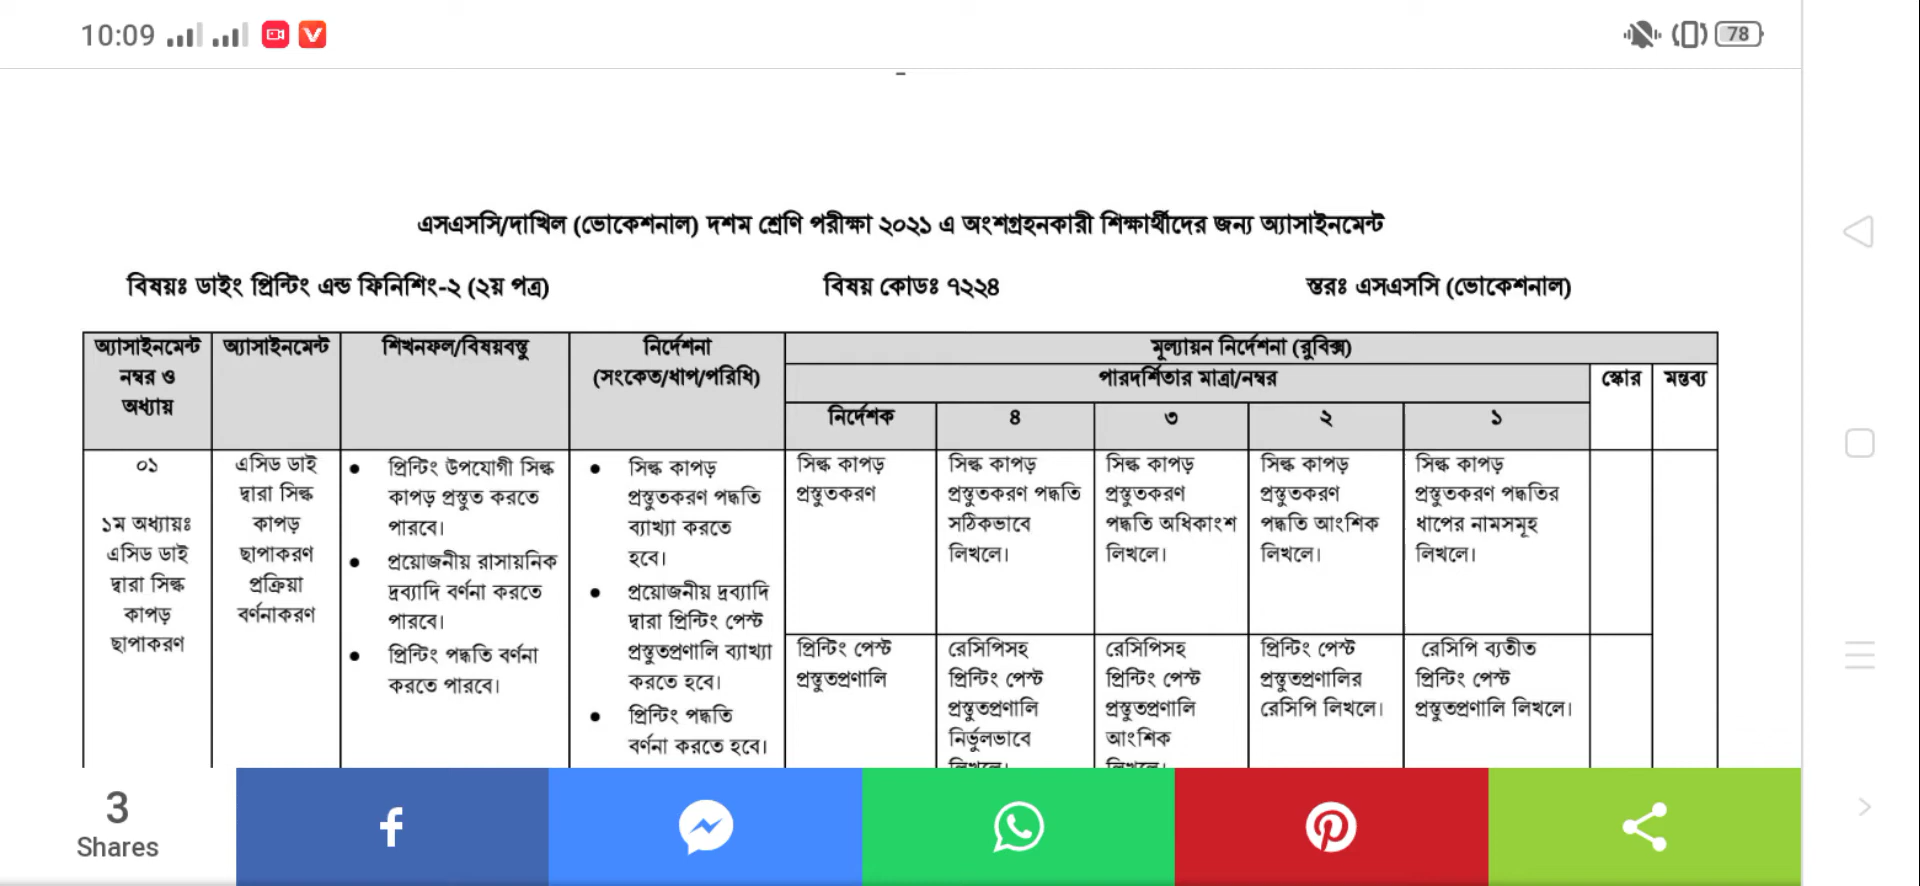 10:09
78
এসএসসি/দাখিল (ভোকেশনাল) দশম শ্রেণি পরীক্ষা ২০২১ এ অংশগ্রহনকারী শিক্ষার্থীদের জন্য অ্যাসাইনমেন্ট
বিষয়ঃ ডাইং প্রিন্টিং এন্ড ফিনিশিং-২ (২য় পত্র)
বিষয় কোডঃ ৭২২৪
স্তরঃ এসএসসি (ভোকেশনাল)
অ্যাসাইনমেন্ট
নম্বর ও
অধ্যায়
অ্যাসাইনমেন্ট
শিখনফল/বিষয়বস্তু
নির্দেশনা
(সংকেত/ধাপ/পরিধি)
মূল্যায়ন নির্দেশনা (রুবিক্স)
পারদর্শিতার মাত্রা/নম্বর
স্কোর
মন্তব্য
নির্দেশক
৪
৩
২
১
০১
১ম অধ্যায়ঃ
এসিড ডাই
দ্বারা সিল্ক
কাপড়
ছাপাকরণ
এসিড ডাই
দ্বারা সিল্ক
কাপড়
ছাপাকরণ
প্রক্রিয়া
বর্ণনাকরণ
● প্রিন্টিং উপযোগী সিল্ক
কাপড় প্রস্তুত করতে
পারবে।
● প্রয়োজনীয় রাসায়নিক
দ্রব্যাদি বর্ণনা করতে
পারবে।
● প্রিন্টিং পদ্ধতি বর্ণনা
করতে পারবে।
● সিল্ক কাপড়
প্রস্তুতকরণ পদ্ধতি
ব্যাখ্যা করতে
হবে।
● প্রয়োজনীয় দ্রব্যাদি
দ্বারা প্রিন্টিং পেস্ট
প্রস্তুতপ্রণালি ব্যাখ্যা
করতে হবে।
● প্রিন্টিং পদ্ধতি
বর্ণনা করতে হবে।
সিল্ক কাপড়
প্রস্তুতকরণ
সিল্ক কাপড়
প্রস্তুতকরণ পদ্ধতি
সঠিকভাবে
লিখলে।
সিল্ক কাপড়
প্রস্তুতকরণ
পদ্ধতি অধিকাংশ
লিখলে।
সিল্ক কাপড়
প্রস্তুতকরণ
পদ্ধতি আংশিক
লিখলে।
সিল্ক কাপড়
প্রস্তুতকরণ পদ্ধতির
ধাপের নামসমূহ
লিখলে।
প্রিন্টিং পেস্ট
প্রস্তুতপ্রণালি
রেসিপিসহ
প্রিন্টিং পেস্ট
প্রস্তুতপ্রণালি
নির্ভুলভাবে
লিখলে।
রেসিপিসহ
প্রিন্টিং পেস্ট
প্রস্তুতপ্রণালি
আংশিক
লিখলে।
প্রিন্টিং পেস্ট
প্রস্তুতপ্রণালির
রেসিপি লিখলে।
রেসিপি ব্যতীত
প্রিন্টিং পেস্ট
প্রস্তুতপ্রণালি লিখলে।
3
Shares